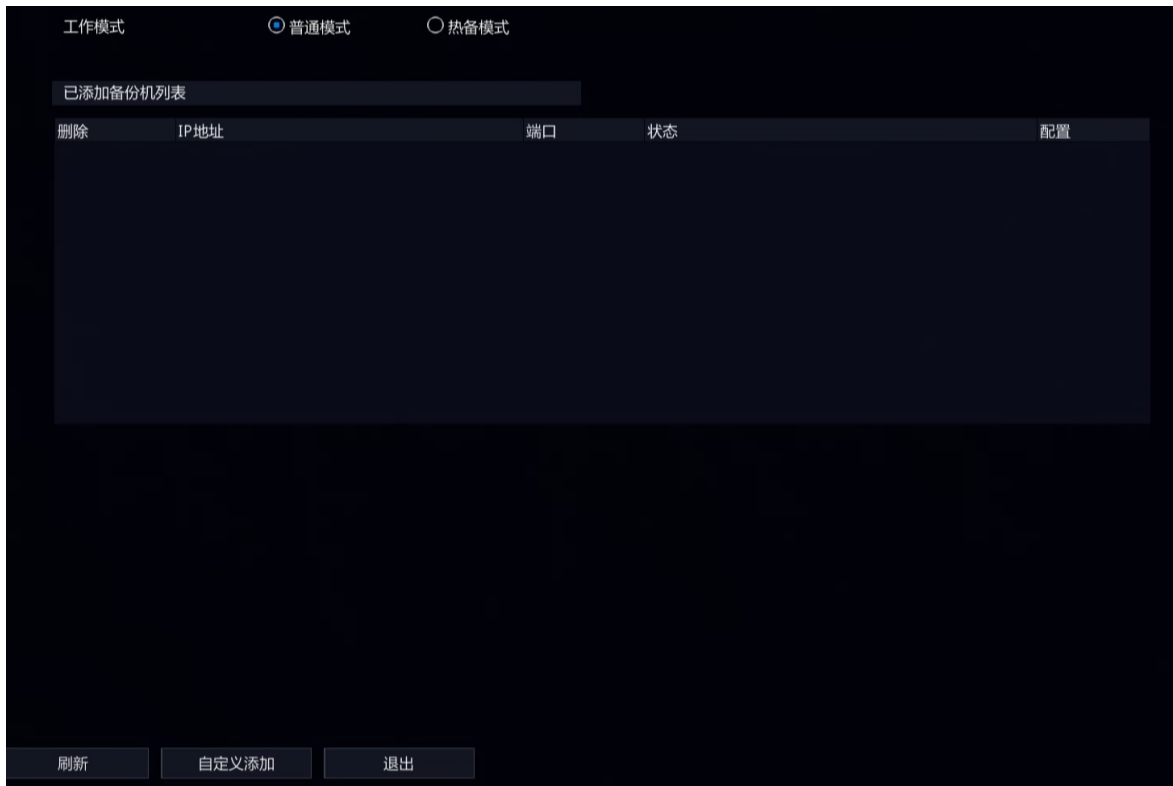 工作模式 普通模式 热备模式
已添加备份机列表
删除 IP地址 端口 状态 配置
刷新 自定义添加 退出